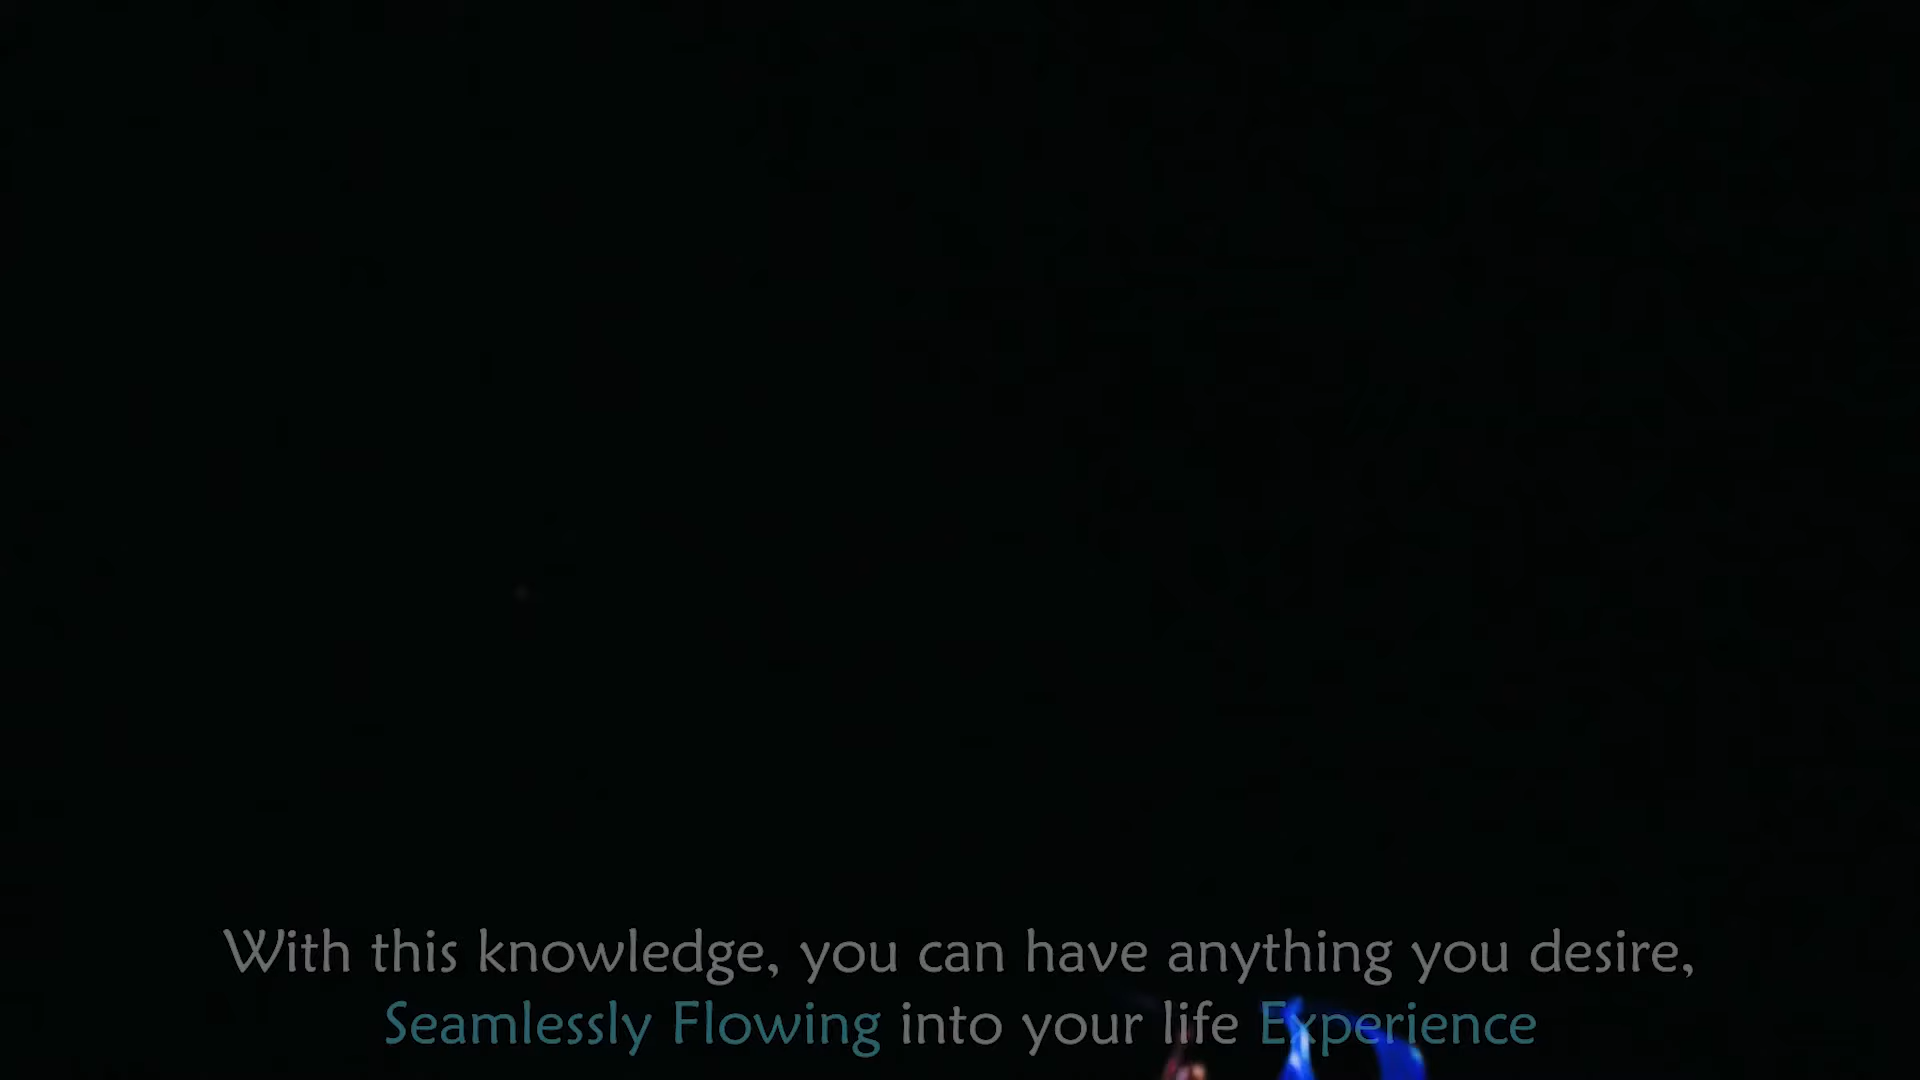 With this knowledge, you can have anything you desire,
Seamlessly Flowing into your life Experience